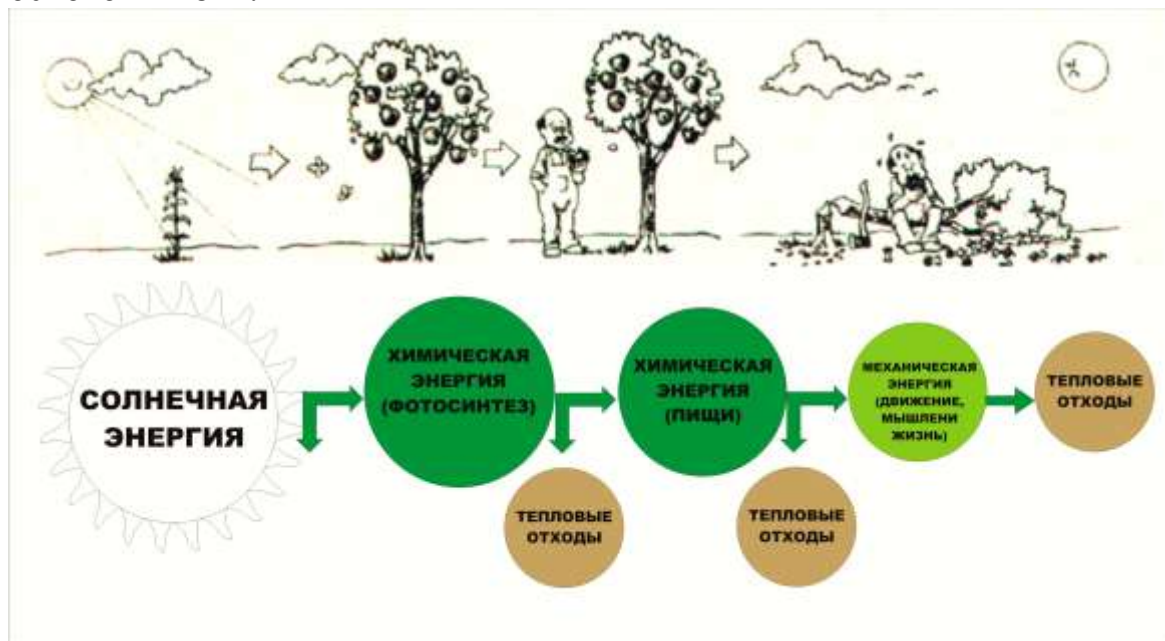 СОЛНЕЧНАЯ
ЭНЕРГИЯ
ХИМИЧЕСКАЯ
ЭНЕРГИЯ
(ФОТОСИНТЕЗ)
ТЕПЛОВЫЕ
ОТХОДЫ
ХИМИЧЕСКАЯ
ЭНЕРГИЯ
(ПИЩИ)
ТЕПЛОВЫЕ
ОТХОДЫ
МЕХАНИЧЕСКАЯ
ЭНЕРГИЯ
(ДВИЖЕНИЕ,
МЫШЛЕНИ
ЖИЗНЬ)
ТЕПЛОВЫЕ
ОТХОДЫ